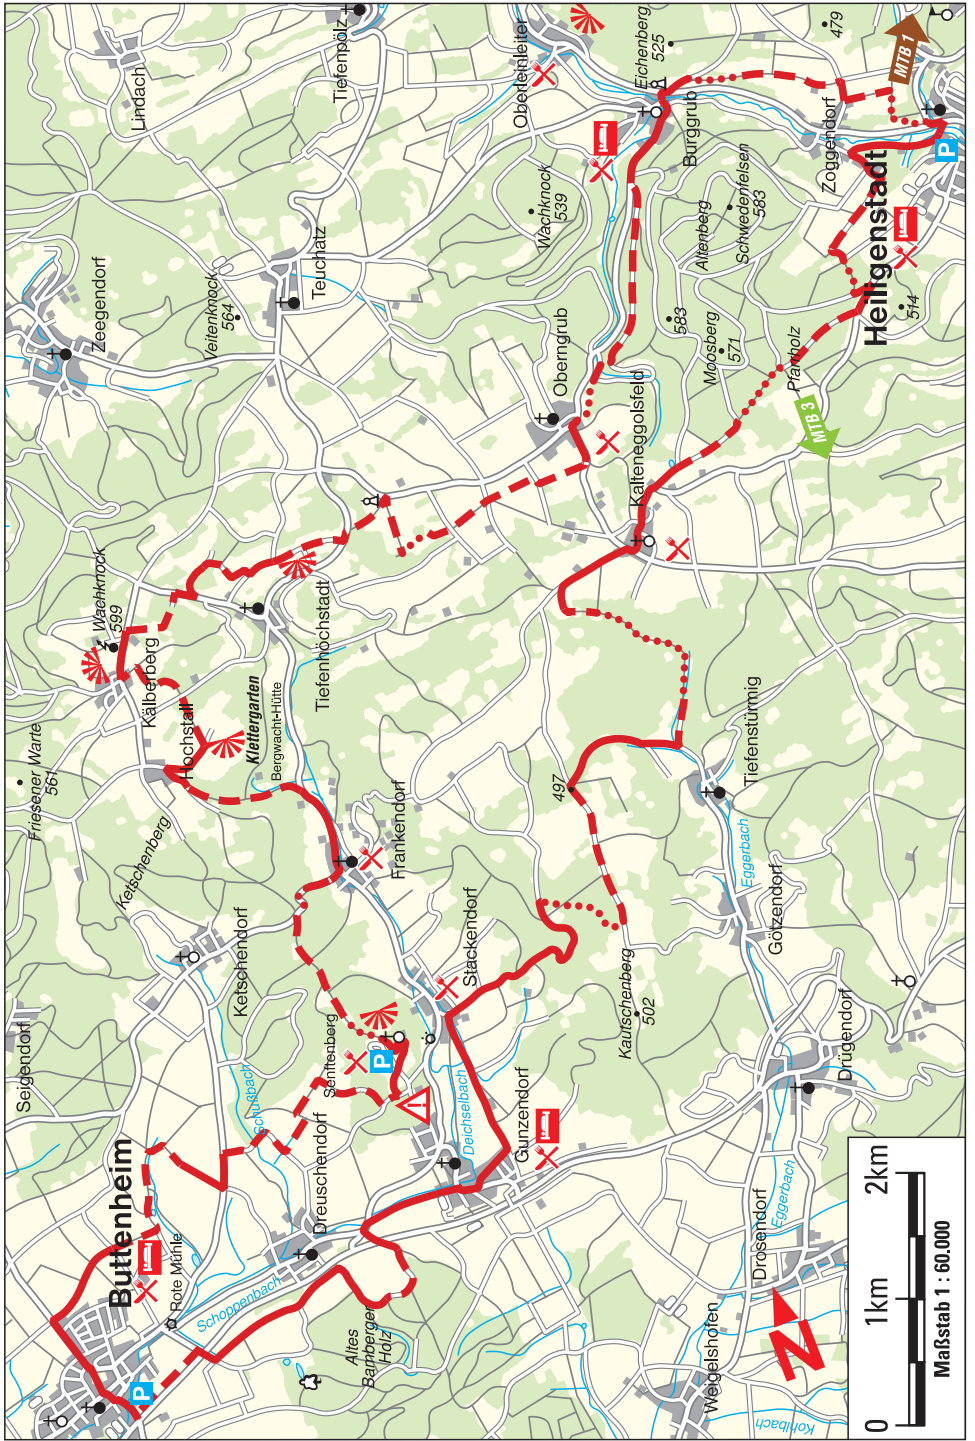 Lindach
Tiefenpölz
Oberleinleiter
Eichenberg
525
479
MTB 1
Zeegendorf
Veitenknock
564
Teuchatz
Wachknock
539
Burggrub
Zoggendorf
P
Altenberg
Schwedenfelsen
583
Heiligenstadt
514
Oberngrub
583
Moosberg
571
Pfarrholz
MTB 3
Kalteneggolsfeld
Wachknock
599
Kälberberg
Hochstall
Tiefenhöchstadt
Klettergarten
Bergwacht-Hütte
Friesener Warte
561
Ketschenberg
Frankendorf
497
Tiefenstürmig
Eggerbach
Götzendorf
Ketschendorf
Stackendorf
Kautschenberg
502
Drügendorf
Seigendorf
Senftenberg
P
Schußbach
Deichselbach
Gunzendorf
Dreuschendorf
Buttenheim
Rote Mühle
Schoppenbach
Altes
Bamberger
Holz
P
Drosendorf
Eggerbach
Weigelshofen
Kohlbach
N
0
1km
2km
Maßstab 1 : 60.000